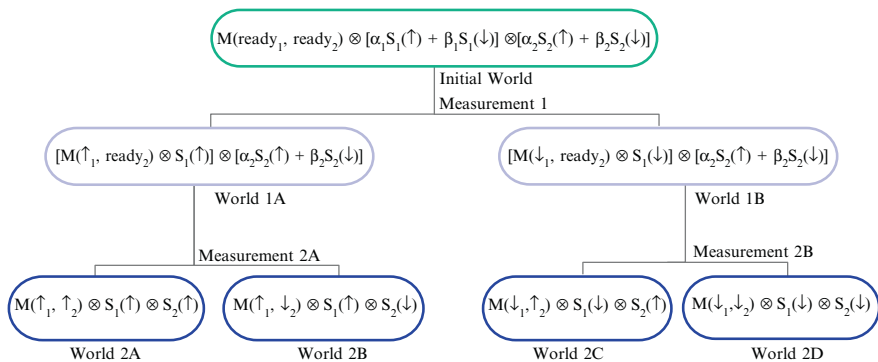 M(ready₁, ready₂) ⊗ [α₁S₁(↑) + β₁S₁(↓)] ⊗[α₂S₂(↑) + β₂S₂(↓)]
Initial World
Measurement 1
[M(↑₁, ready₂) ⊗ S₁(↑)] ⊗ [α₂S₂(↑) + β₂S₂(↓)]
[M(↓₁, ready₂) ⊗ S₁(↓)] ⊗ [α₂S₂(↑) + β₂S₂(↓)]
World 1A
World 1B
Measurement 2A
Measurement 2B
M(↑₁, ↑₂) ⊗ S₁(↑) ⊗ S₂(↑)
M(↑₁, ↓₂) ⊗ S₁(↑) ⊗ S₂(↓)
M(↓₁,↑₂) ⊗ S₁(↓) ⊗ S₂(↑)
M(↓₁,↓₂) ⊗ S₁(↓) ⊗ S₂(↓)
World 2A
World 2B
World 2C
World 2D